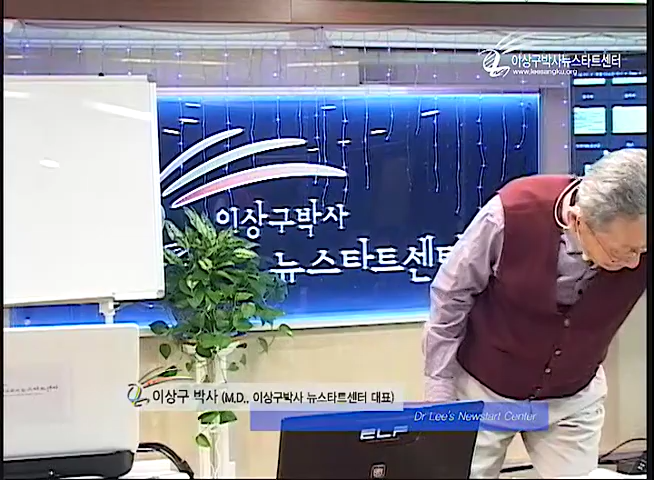 이상구박사뉴스타트센터
www.leesangku.org
이상구박사
뉴스타트센터
이상구 박사 (M.D., 이상구박사 뉴스타트센터 대표)
Dr Lee's Newstart Center